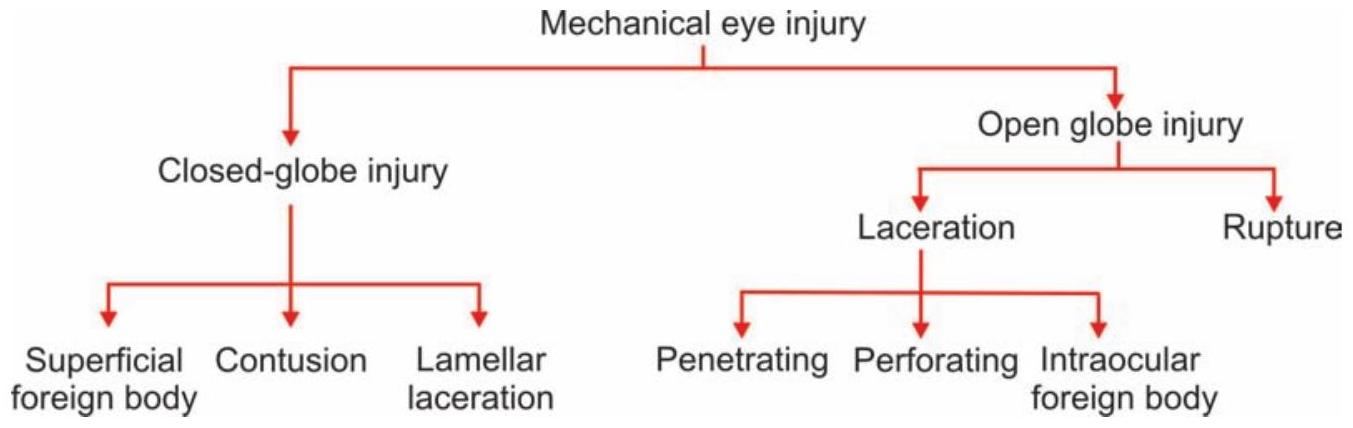 Mechanical eye injury
Open globe injury
Closed-globe injury
Laceration
Rupture
Superficial
foreign body
Contusion
Lamellar
laceration
Penetrating
Perforating
Intraocular
foreign body